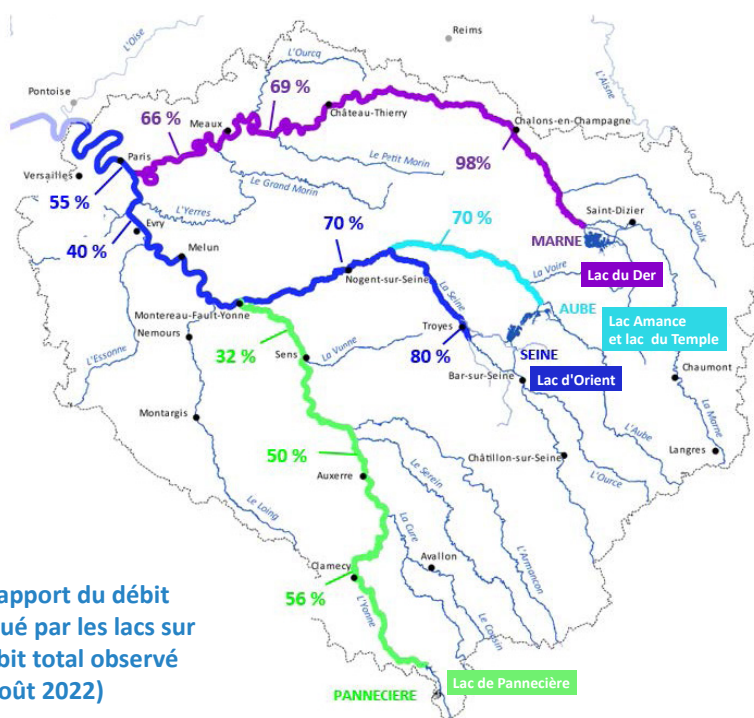 Reims
L'Oise
L'Ourcq
L'Aisne
Pontoise
69 %
Meaux
Château-Thierry
66 %
Chalons-en-Champagne
Paris
Le Petit Morin
98%
Versailles
Le Grand Morin
55 %
L'Yerres
70 %
70 %
Saint-Dizier
La Saulx
Evry
MARNE
40 %
Melun
La Voire
Nogent-sur-Seine
Lac du Der
La Seine
AUBE
Montereau-Fault-Yonne
Troyes
Lac Amance
et lac du Temple
Nemours
32 %
La Vunne
SEINE
L'Essonne
Sens
80 %
Bar-sur-Seine
Lac d'Orient
Chaumont
Montargis
L'Aube
La Marne
50 %
Châtillon-sur-Seine
Langres
Le Serein
L'Ource
Auxerre
Le Loing
La Cure
L'Armancon
Avallon
Clamecy
56 %
L'Yonne
Le Cousin
apport du débit
ué par les lacs sur
bit total observé
oût 2022)
Lac de Pannecière
PANNECIERE